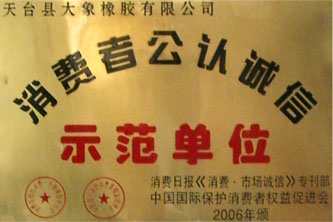 天台县大象橡胶有限公司
消费者公认诚信
示范单位
消费日报《消费·市场诚信》专刊部
中国国际保护消费者权益促进会
2006年颁